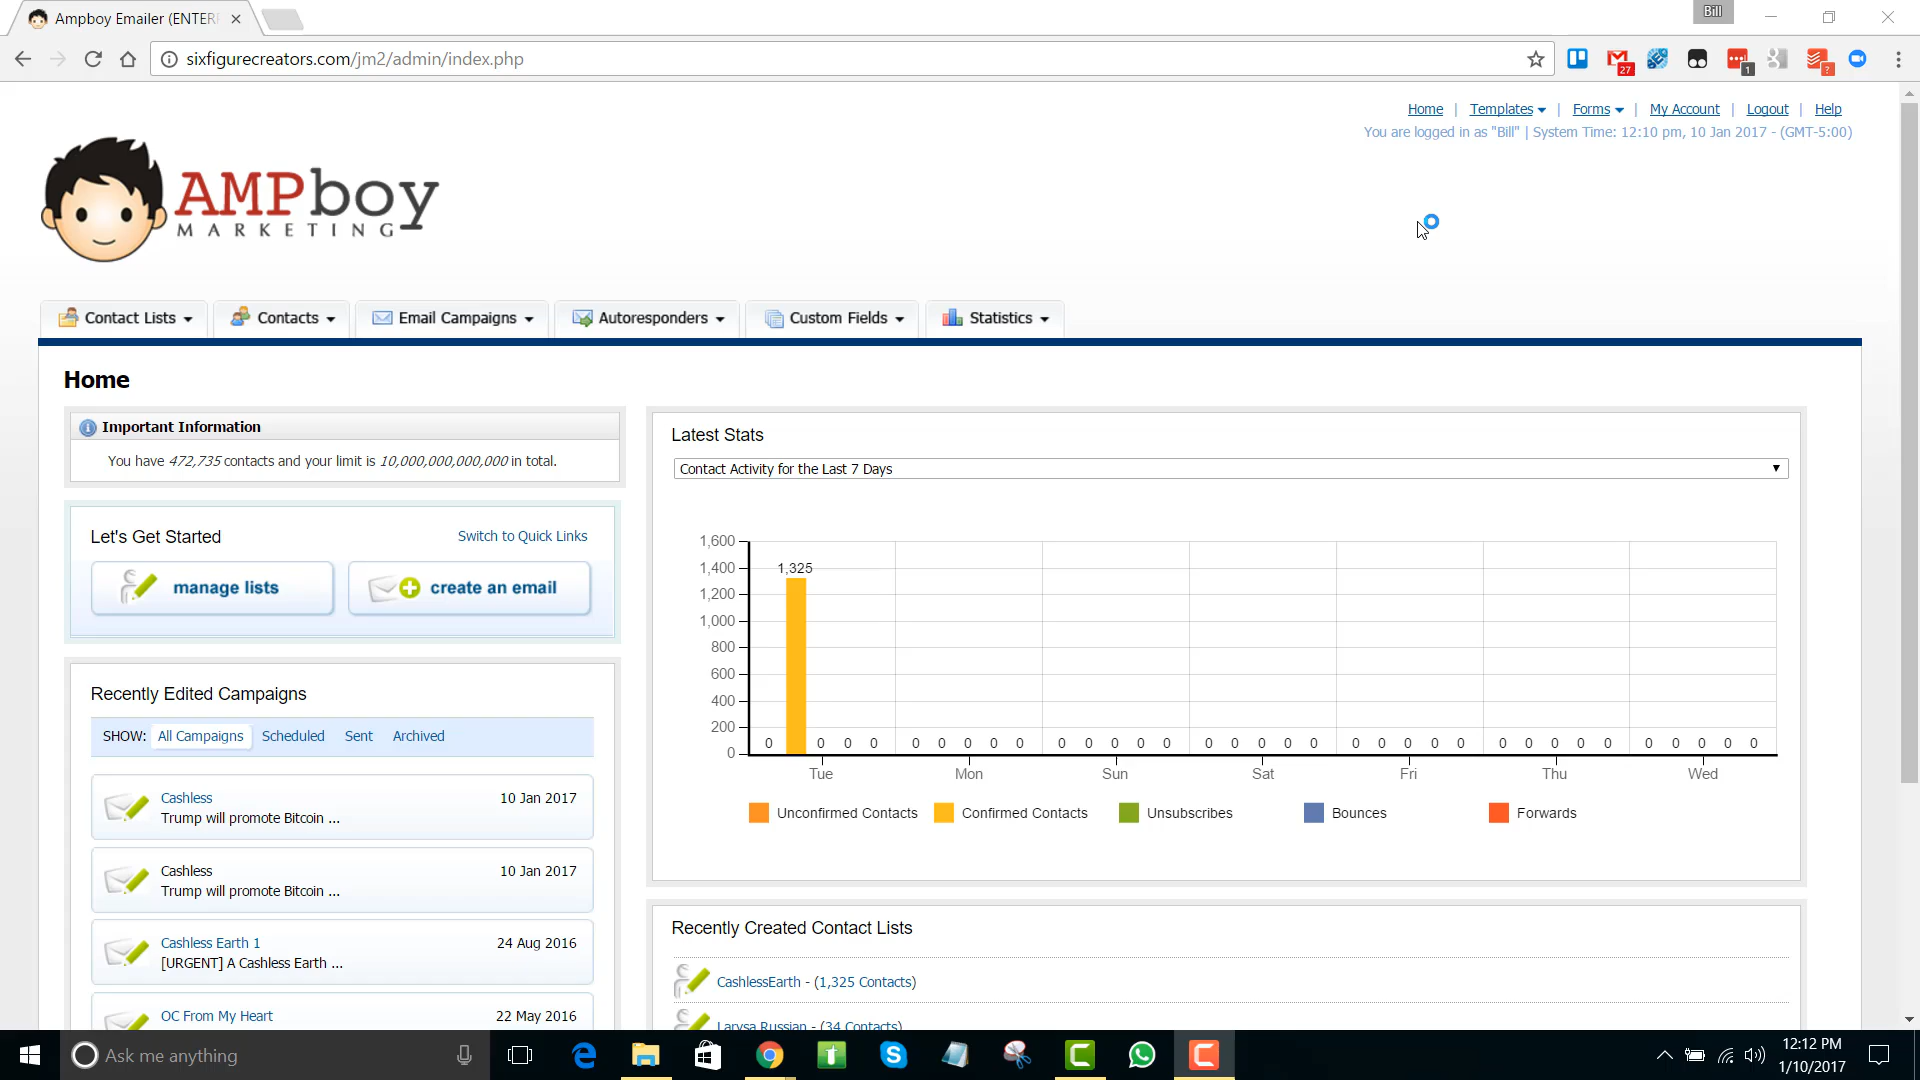 Ampboy Emailer (ENTER
Bill
sixfigurecreators.com/jm2/admin/index.php
27
1
?
Home | Templates | Forms | My Account | Logout | Help
You are logged in as "Bill" | System Time: 12:10 pm, 10 Jan 2017 - (GMT-5:00)
AMPboy
MARKETING
Contact Lists
Contacts
Email Campaigns
Autoresponders
Custom Fields
Statistics
Home
Important Information
You have 472,735 contacts and your limit is 10,000,000,000,000 in total.
Let's Get Started
Switch to Quick Links
manage lists
create an email
Recently Edited Campaigns
SHOW: All Campaigns Scheduled Sent Archived
Cashless 10 Jan 2017
Trump will promote Bitcoin ...
Cashless 10 Jan 2017
Trump will promote Bitcoin ...
Cashless Earth 1 24 Aug 2016
[URGENT] A Cashless Earth ...
OC From My Heart 22 May 2016
Latest Stats
Contact Activity for the Last 7 Days
1,600
1,400
1,200
1,000
800
600
400
200
0
1,325
0 0 0 0 0 0 0 0 0 0 0 0 0 0 0 0 0 0 0 0 0 0 0 0 0 0 0 0 0 0 0 0 0 0
Tue Mon Sun Sat Fri Thu Wed
Unconfirmed Contacts Confirmed Contacts Unsubscribes Bounces Forwards
Recently Created Contact Lists
CashlessEarth - (1,325 Contacts)
Larysa Russian - (34 Contacts)
Ask me anything
12:12 PM
1/10/2017